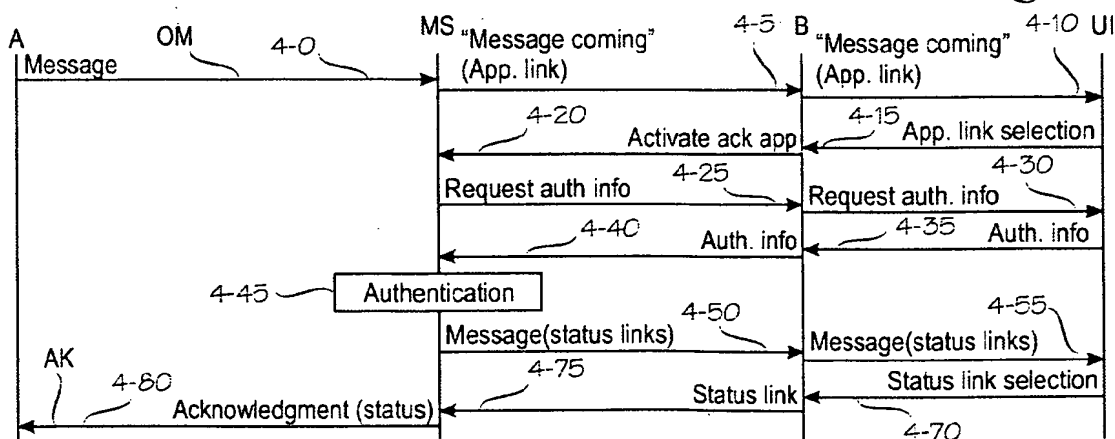 A OM 4-0 MS "Message coming" 4-5 B "Message coming" 4-10 UI
Message (App. link) (App. link)
4-20 4-15
Activate ack app App. link selection
Request auth info 4-25 Request auth. info 4-30
4-40 Auth. info 4-35 Auth. info
4-45 Authentication
Message(status links) 4-50 Message(status links) 4-55
AK 4-80 4-75 Status link Status link selection
Acknowledgment (status) 4-70